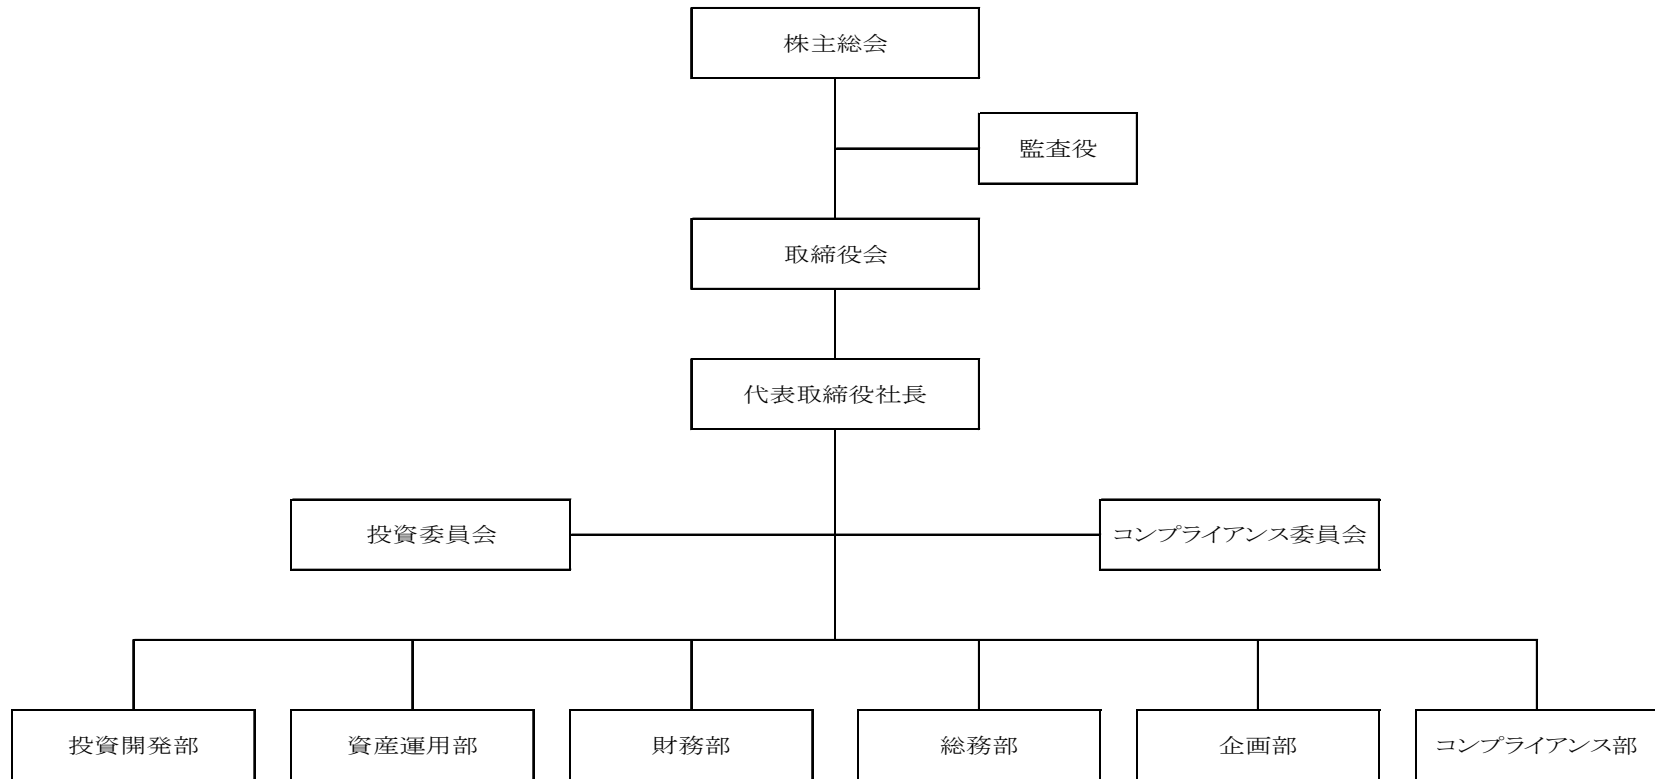 株主総会
監査役
取締役会
代表取締役社長
投資委員会
コンプライアンス委員会
投資開発部
資産運用部
財務部
総務部
企画部
コンプライアンス部